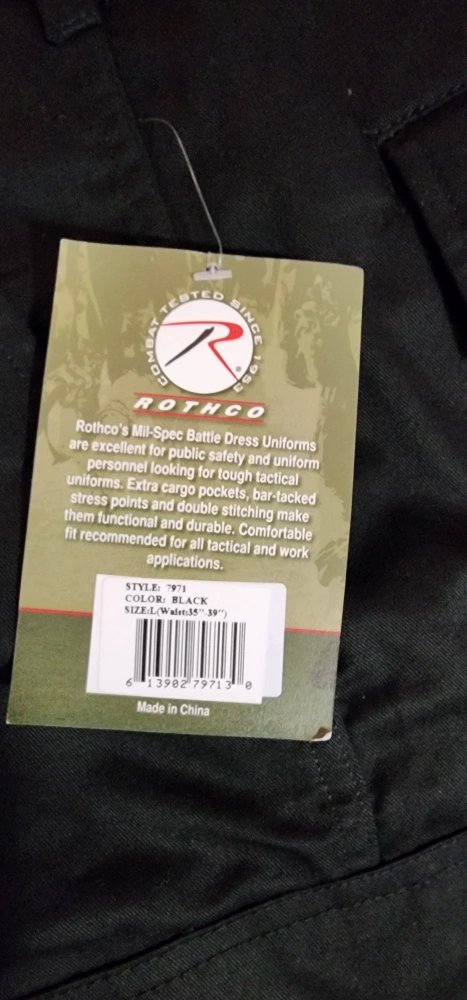 COMBAT TESTED SINCE 1953
R
ROTHCO
Rothco's Mil-Spec Battle Dress Uniforms
are excellent for public safety and uniform
personnel looking for tough tactical
uniforms. Extra cargo pockets, bar-tacked
stress points and double stitching make
them functional and durable. Comfortable
fit recommended for all tactical and work
applications.
STYLE: 7971
COLOR: BLACK
SIZE:L(Waist:35"-39")
6 13902 79713 0
Made in China